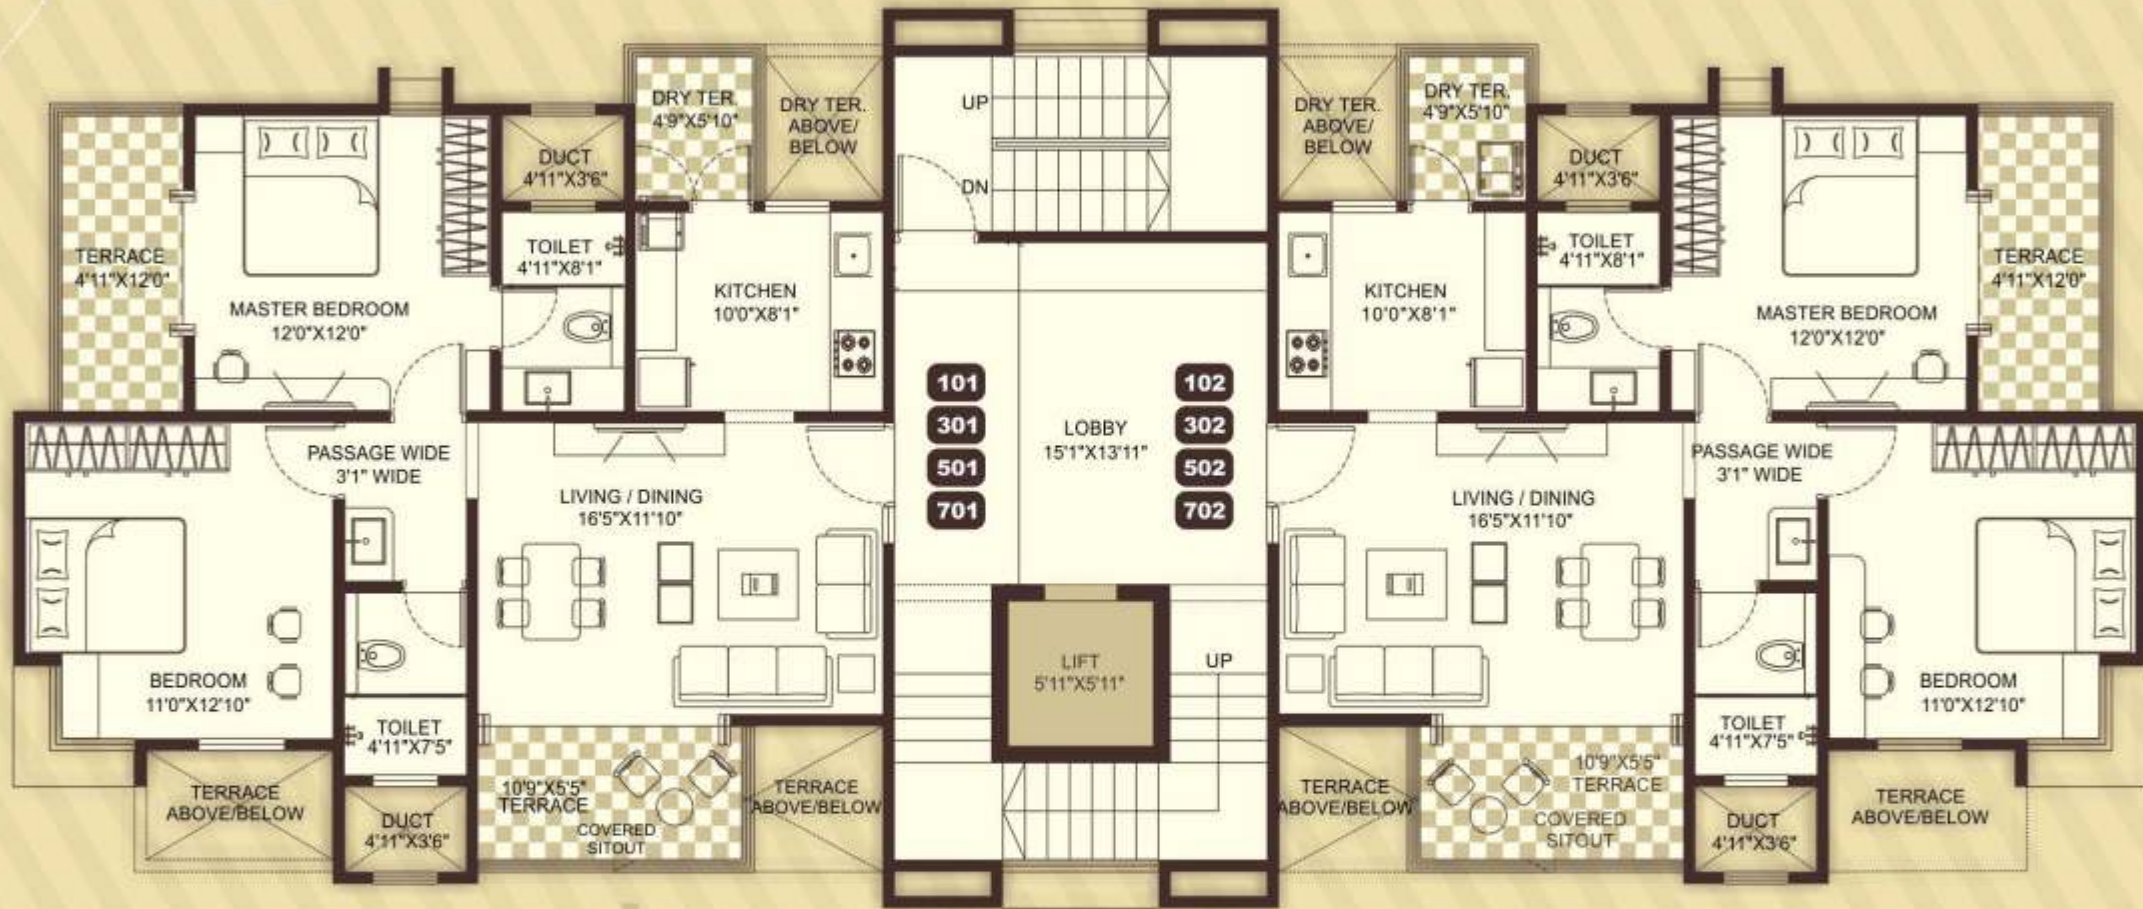 DRY TER.
4'9"X5'10"
DRY TER.
ABOVE/
BELOW
UP
DN
DRY TER.
ABOVE/
BELOW
DRY TER.
4'9"X5'10"
DUCT
4'11"X3'6"
DUCT
4'11"X3'6"
TERRACE
4'11"X12'0"
MASTER BEDROOM
12'0"X12'0"
TOILET
4'11"X8'1"
KITCHEN
10'0"X8'1"
KITCHEN
10'0"X8'1"
TOILET
4'11"X8'1"
MASTER BEDROOM
12'0"X12'0"
TERRACE
4'11"X12'0"
101
301
501
701
102
302
502
702
LOBBY
15'1"X13'11"
PASSAGE WIDE
3'1" WIDE
LIVING / DINING
16'5"X11'10"
LIVING / DINING
16'5"X11'10"
PASSAGE WIDE
3'1" WIDE
BEDROOM
11'0"X12'10"
TOILET
4'11"X7'5"
LIFT
5'11"X5'11"
UP
TOILET
4'11"X7'5"
BEDROOM
11'0"X12'10"
TERRACE
ABOVE/BELOW
DUCT
4'11"X3'6"
10'9"X5'5"
TERRACE
COVERED
SITOUT
TERRACE
ABOVE/BELOW
TERRACE
ABOVE/BELOW
10'9"X5'5"
TERRACE
COVERED
SITOUT
DUCT
4'11"X3'6"
TERRACE
ABOVE/BELOW